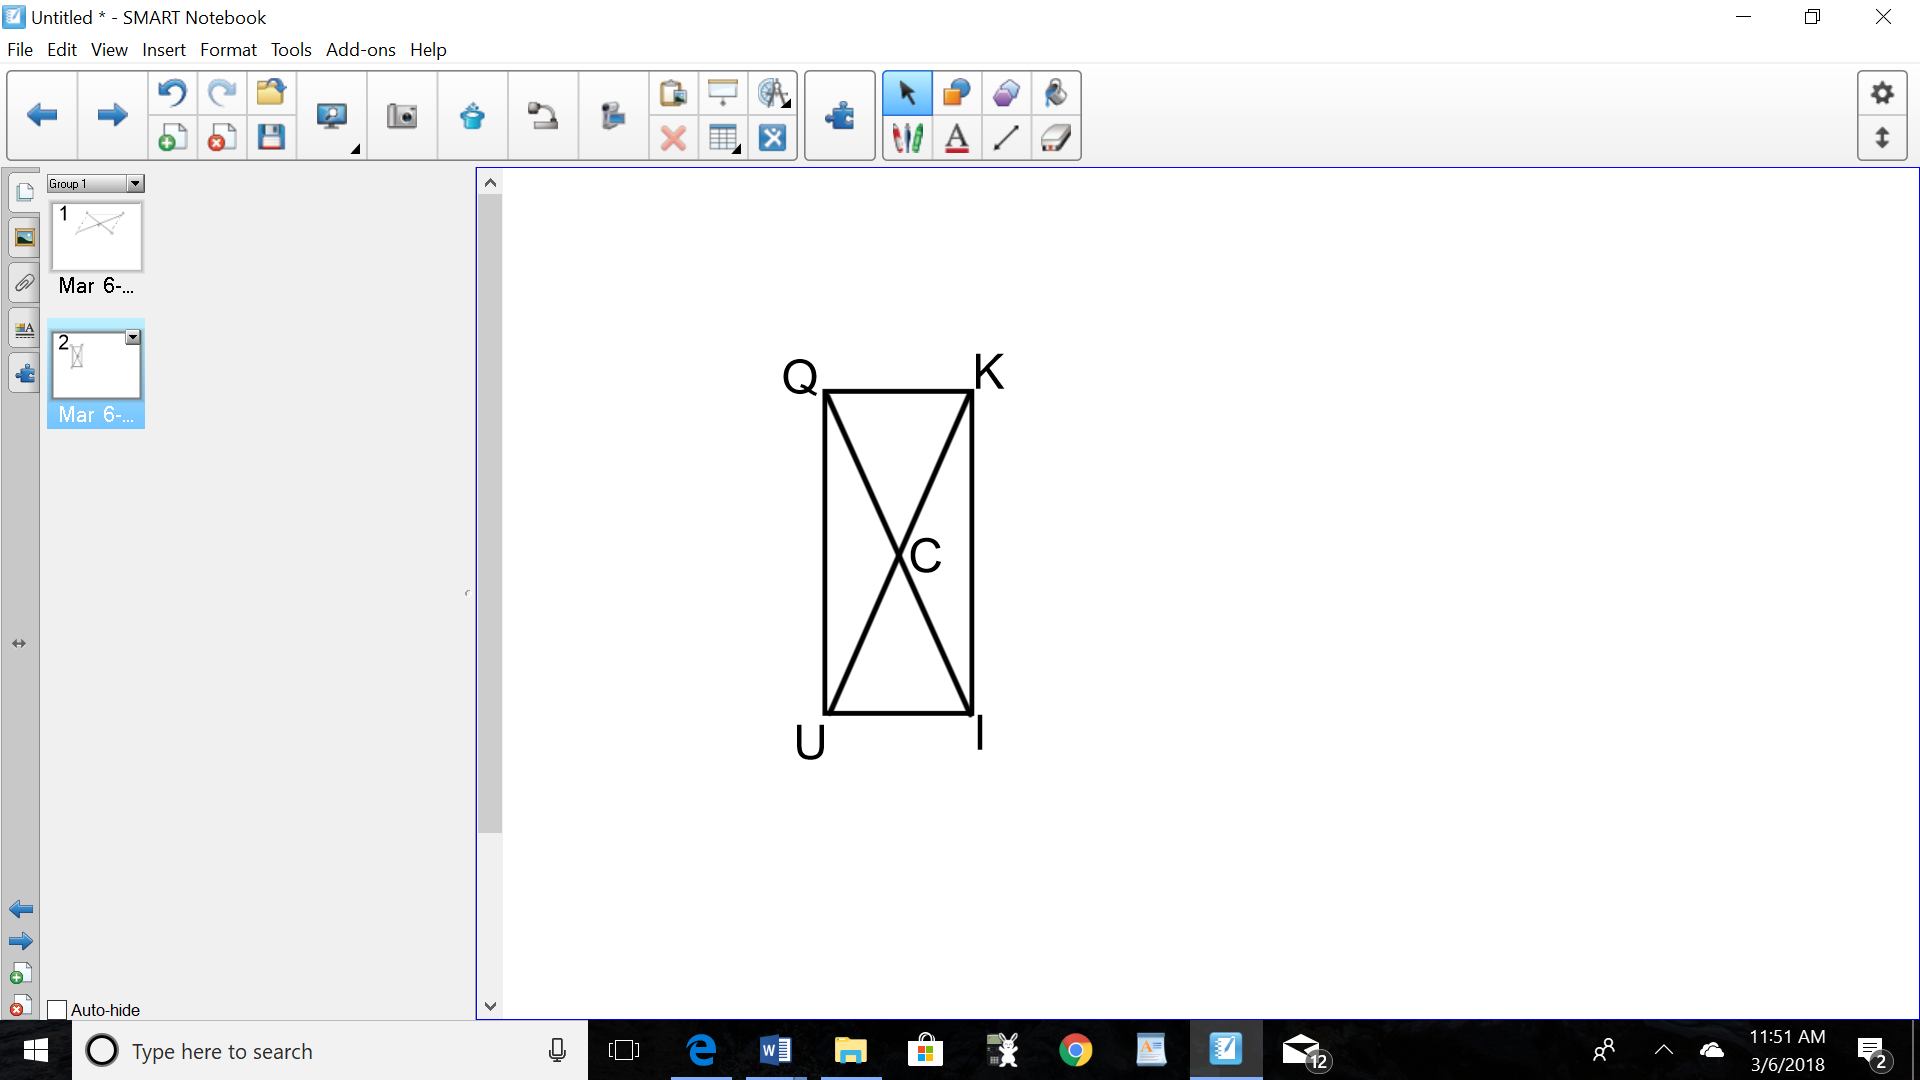 Untitled * - SMART Notebook
File Edit View Insert Format Tools Add-ons Help
Group 1
1
Mar 6-...
2
Mar 6-...
Q K
C
U I
Auto-hide
Type here to search
12
11:51 AM
3/6/2018
2